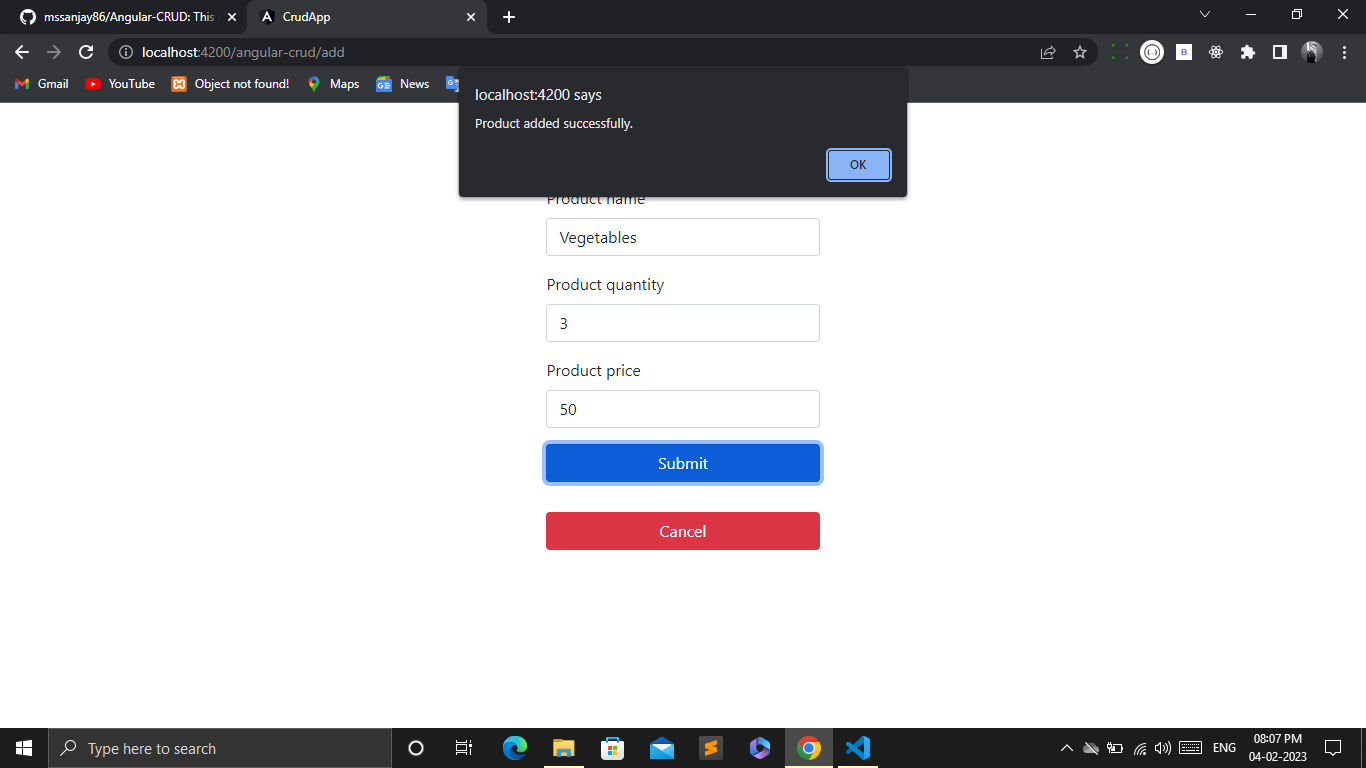 mssanjay86/Angular-CRUD: This
CrudApp
localhost:4200/angular-crud/add
Gmail
YouTube
Object not found!
Maps
News
localhost:4200 says
Product added successfully.
OK
Product name
Vegetables
Product quantity
3
Product price
50
Submit
Cancel
Type here to search
ENG
08:07 PM
04-02-2023